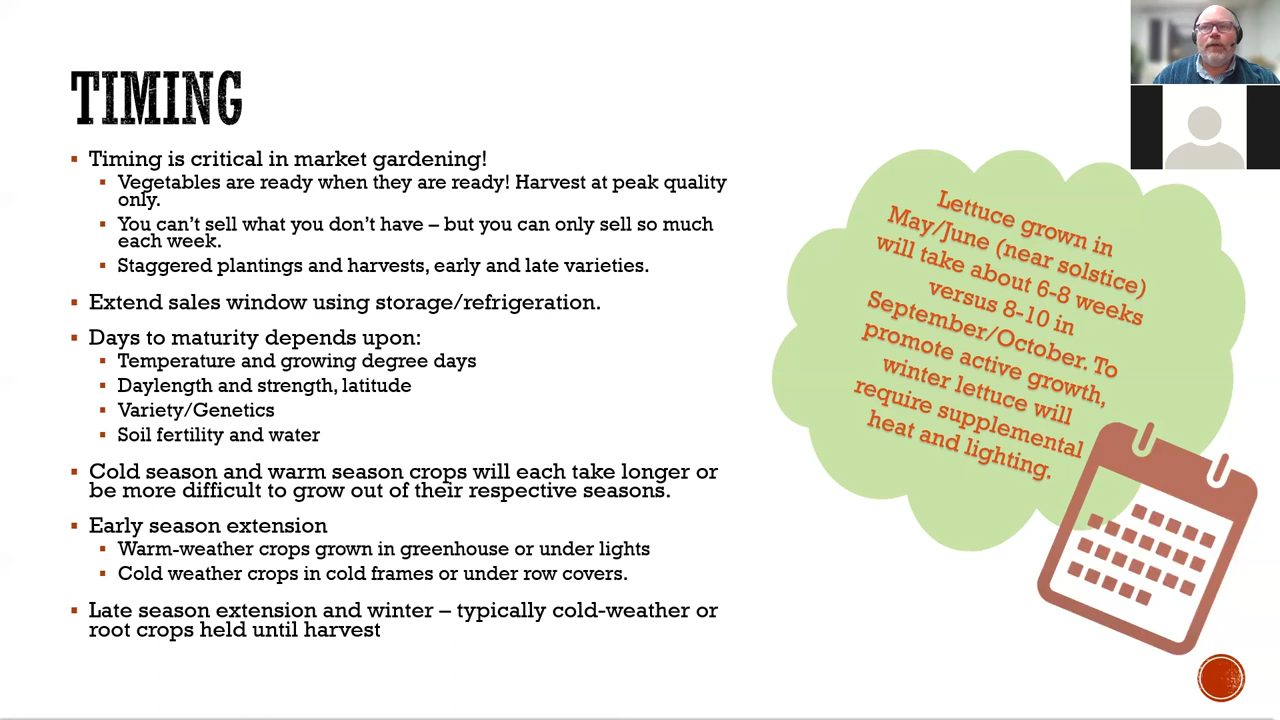 TIMING
Timing is critical in market gardening!
Vegetables are ready when they are ready! Harvest at peak quality
only.
You can't sell what you don't have – but you can only sell so much
each week.
Staggered plantings and harvests, early and late varieties.
Extend sales window using storage/refrigeration.
Days to maturity depends upon:
Temperature and growing degree days
Daylength and strength, latitude
Variety/Genetics
Soil fertility and water
Cold season and warm season crops will each take longer or
be more difficult to grow out of their respective seasons.
Early season extension
Warm-weather crops grown in greenhouse or under lights
Cold weather crops in cold frames or under row covers.
Late season extension and winter – typically cold-weather or
root crops held until harvest
Lettuce grown in
May/June (near solstice)
will take about 6-8 weeks
versus 8-10 in
September/October. To
promote active growth,
winter lettuce will
require supplemental
heat and lighting.